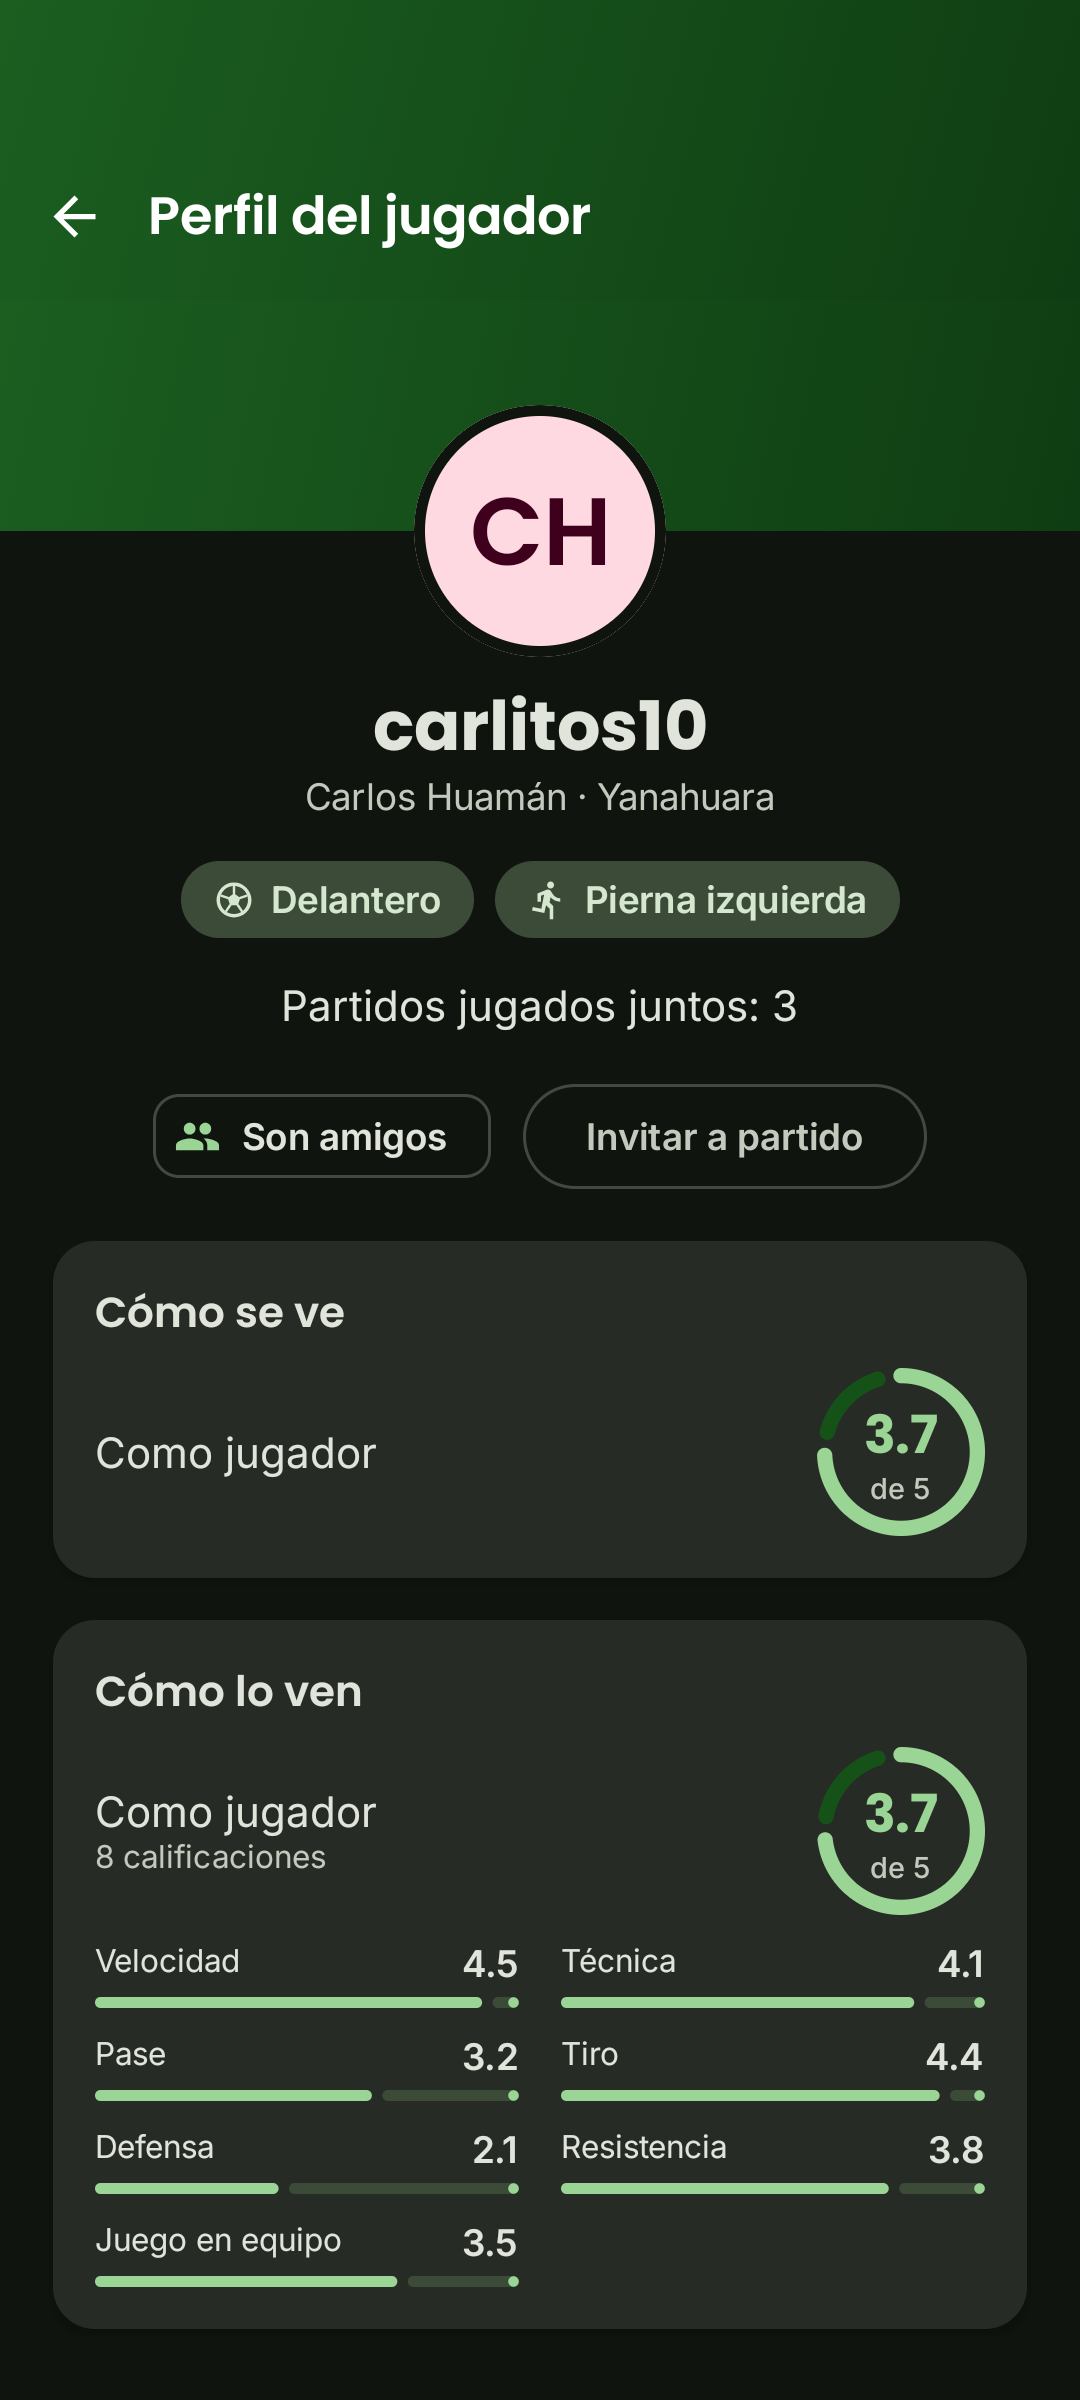 Perfil del jugador
CH
carlitos10
Carlos Huamán · Yanahuara
Delantero
Pierna izquierda
Partidos jugados juntos: 3
Son amigos
Invitar a partido
Cómo se ve
Como jugador
3.7
de 5
Cómo lo ven
Como jugador
8 calificaciones
3.7
de 5
Velocidad 4.5
Técnica 4.1
Pase 3.2
Tiro 4.4
Defensa 2.1
Resistencia 3.8
Juego en equipo 3.5